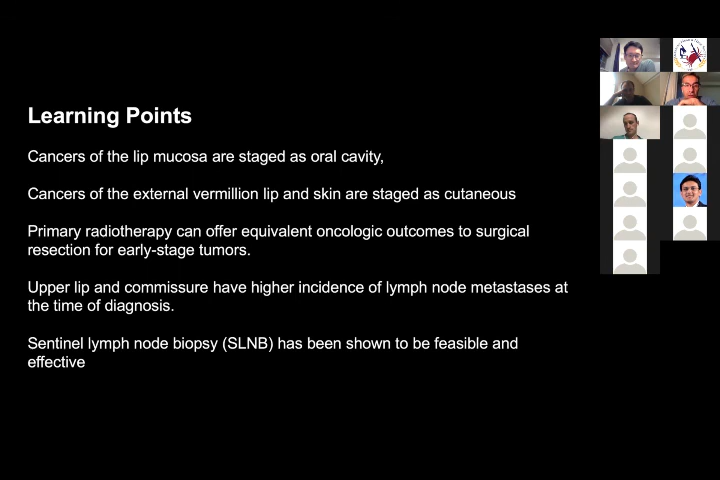 Learning Points
Cancers of the lip mucosa are staged as oral cavity,
Cancers of the external vermillion lip and skin are staged as cutaneous
Primary radiotherapy can offer equivalent oncologic outcomes to surgical
resection for early-stage tumors.
Upper lip and commissure have higher incidence of lymph node metastases at
the time of diagnosis.
Sentinel lymph node biopsy (SLNB) has been shown to be feasible and
effective